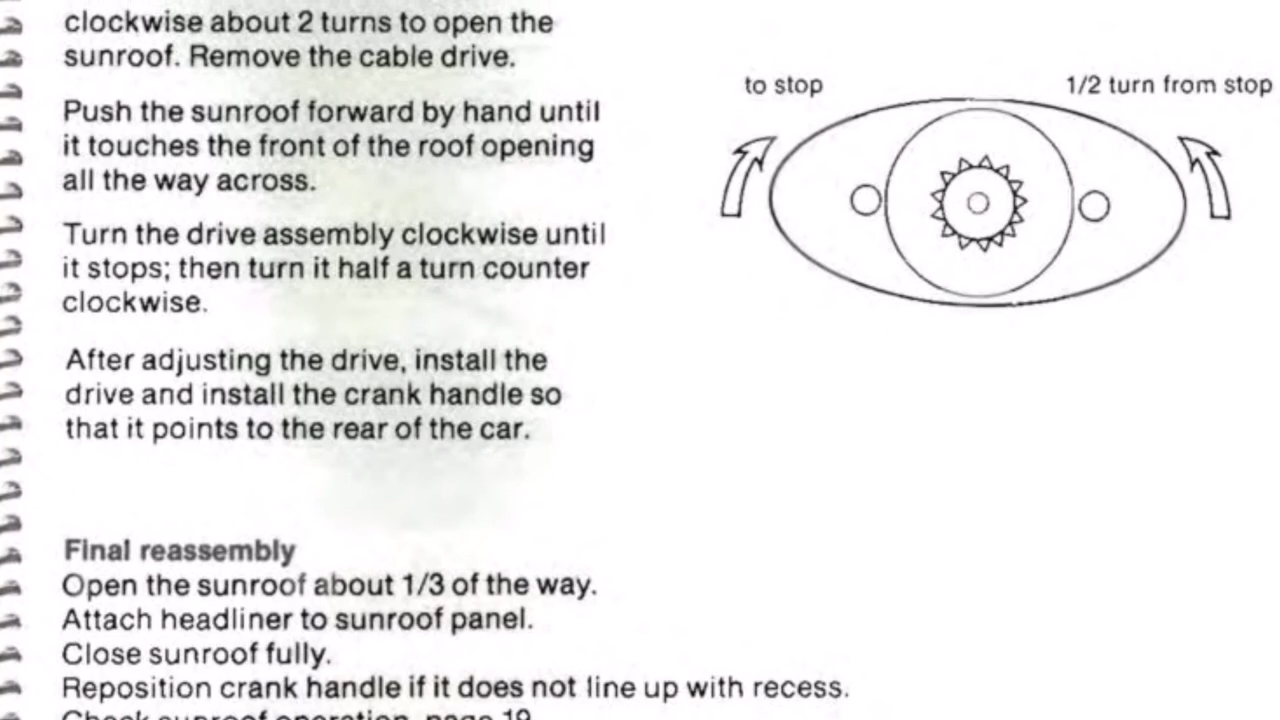 clockwise about 2 turns to open the
sunroof. Remove the cable drive.
Push the sunroof forward by hand until
it touches the front of the roof opening
all the way across.
Turn the drive assembly clockwise until
it stops; then turn it half a turn counter
clockwise.
After adjusting the drive, install the
drive and install the crank handle so
that it points to the rear of the car.
to stop
1/2 turn from stop
Final reassembly
Open the sunroof about 1/3 of the way.
Attach headliner to sunroof panel.
Close sunroof fully.
Reposition crank handle if it does not line up with recess.
Check sunroof operation, page 19